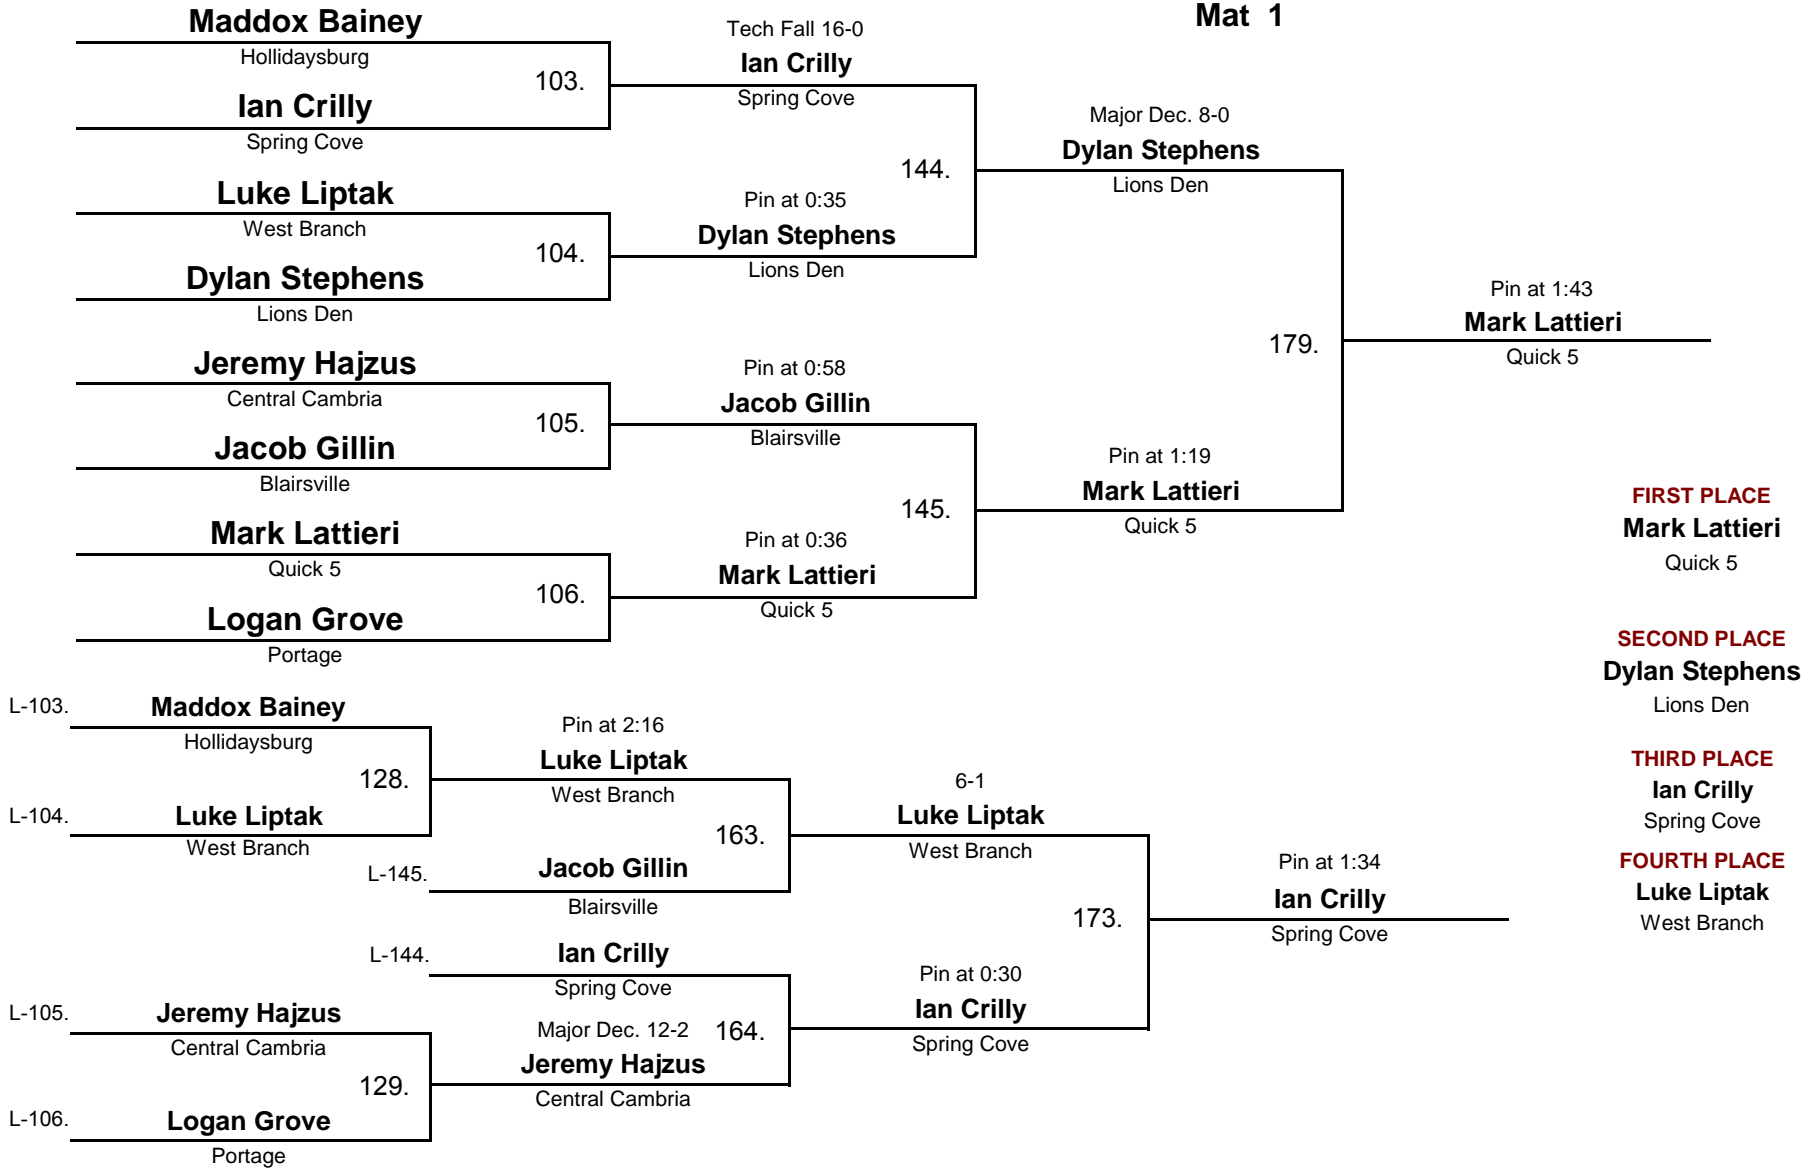 Mat 1
Maddox Bainey
Hollidaysburg
103.
Ian Crilly
Spring Cove
Luke Liptak
West Branch
104.
Dylan Stephens
Lions Den
Jeremy Hajzus
Central Cambria
105.
Jacob Gillin
Blairsville
Mark Lattieri
Quick 5
106.
Logan Grove
Portage
Tech Fall 16-0
Ian Crilly
Spring Cove
144.
Pin at 0:35
Dylan Stephens
Lions Den
Pin at 0:58
Jacob Gillin
Blairsville
145.
Pin at 0:36
Mark Lattieri
Quick 5
Major Dec. 8-0
Dylan Stephens
Lions Den
179.
Pin at 1:19
Mark Lattieri
Quick 5
Pin at 1:43
Mark Lattieri
Quick 5
FIRST PLACE
Mark Lattieri
Quick 5
SECOND PLACE
Dylan Stephens
Lions Den
THIRD PLACE
Ian Crilly
Spring Cove
FOURTH PLACE
Luke Liptak
West Branch
L-103.
Maddox Bainey
Hollidaysburg
128.
L-104.
Luke Liptak
West Branch
Pin at 2:16
Luke Liptak
West Branch
163.
L-145.
Jacob Gillin
Blairsville
L-144.
Ian Crilly
Spring Cove
L-105.
Jeremy Hajzus
Central Cambria
129.
L-106.
Logan Grove
Portage
Major Dec. 12-2
164.
Jeremy Hajzus
Central Cambria
6-1
Luke Liptak
West Branch
173.
Pin at 0:30
Ian Crilly
Spring Cove
Pin at 1:34
Ian Crilly
Spring Cove